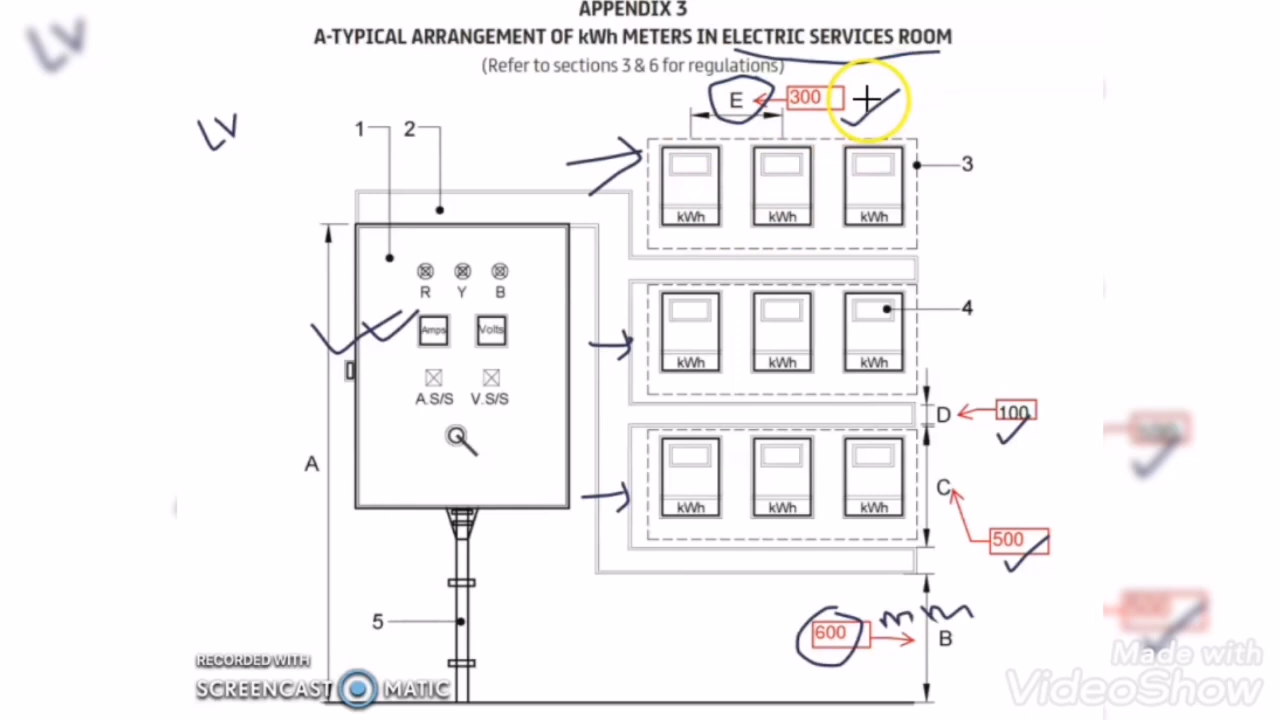 APPENDIX 3
A-TYPICAL ARRANGEMENT OF kWh METERS IN ELECTRIC SERVICES ROOM
(Refer to sections 3 & 6 for regulations)
LV
LV
E
300
1
2
3
kWh
kWh
kWh
R
Y
B
4
Amps
Volts
kWh
kWh
kWh
A.S/S
V.S/S
D
100
A
C
kWh
kWh
kWh
500
5
600
mm
B
RECORDED WITH
SCREENCAST MATIC
Made with
VideoShow